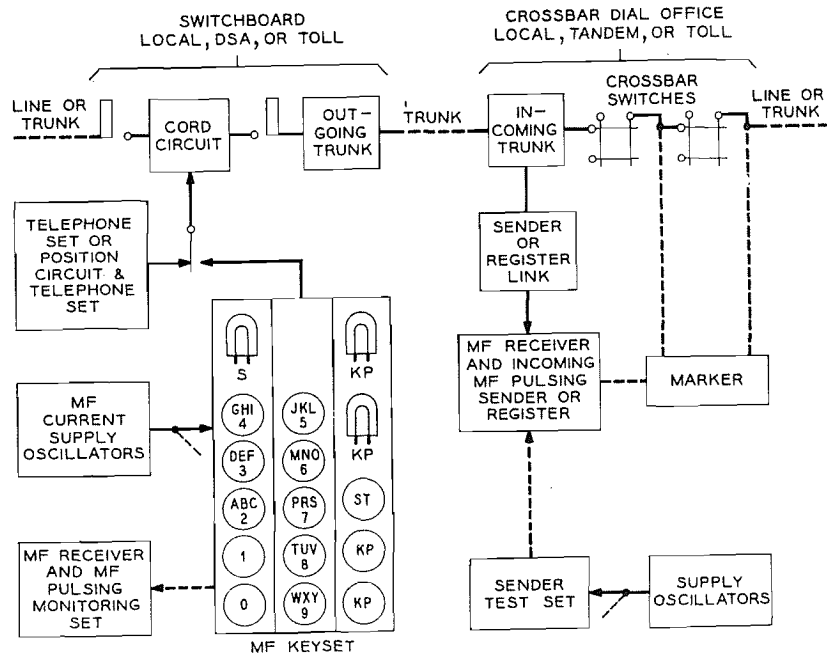 SWITCHBOARD
LOCAL, DSA, OR TOLL
CROSSBAR DIAL OFFICE
LOCAL, TANDEM, OR TOLL
LINE OR
TRUNK
CORD
CIRCUIT
OUT-
GOING
TRUNK
TRUNK
IN-
COMING
TRUNK
CROSSBAR
SWITCHES
LINE OR
TRUNK
TELEPHONE
SET OR
POSITION
CIRCUIT &
TELEPHONE
SET
SENDER
OR
REGISTER
LINK
MF
CURRENT
SUPPLY
OSCILLATORS
MF RECEIVER
AND MF
PULSING
MONITORING
SET
S
KP
GHI
4
JKL
5
KP
DEF
3
MNO
6
ABC
2
PRS
7
ST
1
TUV
8
KP
0
WXY
9
KP
MF KEYSET
MF RECEIVER
AND INCOMING
MF PULSING
SENDER OR
REGISTER
MARKER
SENDER
TEST SET
SUPPLY
OSCILLATORS